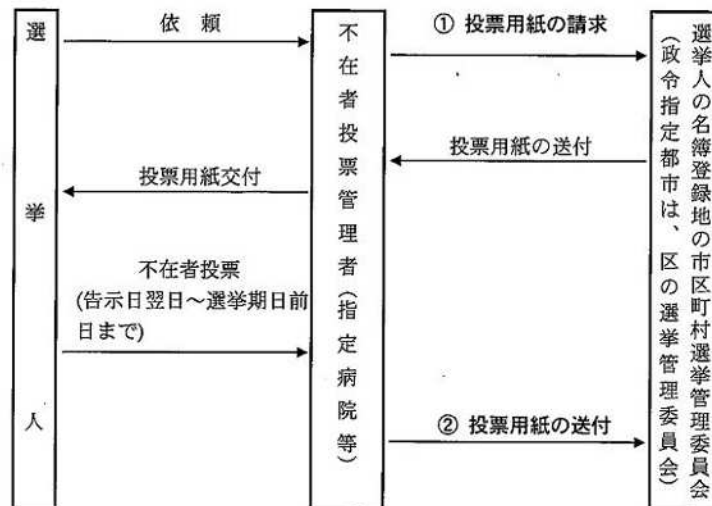 選挙人
依頼
投票用紙交付
不在者投票
(告示日翌日～選挙期日前
日まで)
不在者投票管理者（指定病院等）
① 投票用紙の請求
投票用紙の送付
② 投票用紙の送付
選挙人の名簿登録地の市区町村選挙管理委員会
（政令指定都市は、区の選挙管理委員会）